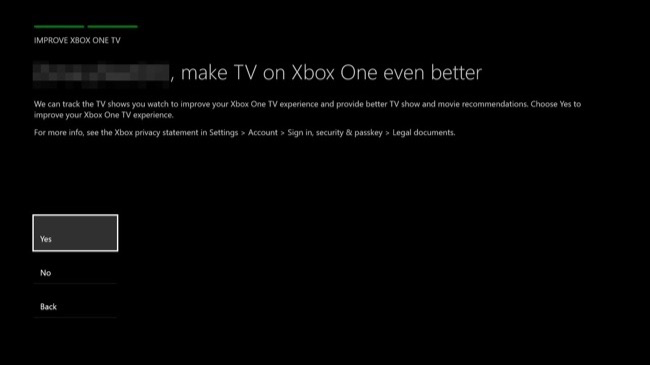 IMPROVE XBOX ONE TV
, make TV on Xbox One even better
We can track the TV shows you watch to improve your Xbox One TV experience and provide better TV show and movie recommendations. Choose Yes to
improve your Xbox One TV experience.
For more info, see the Xbox privacy statement in Settings > Account > Sign in, security & passkey > Legal documents.
Yes
No
Back